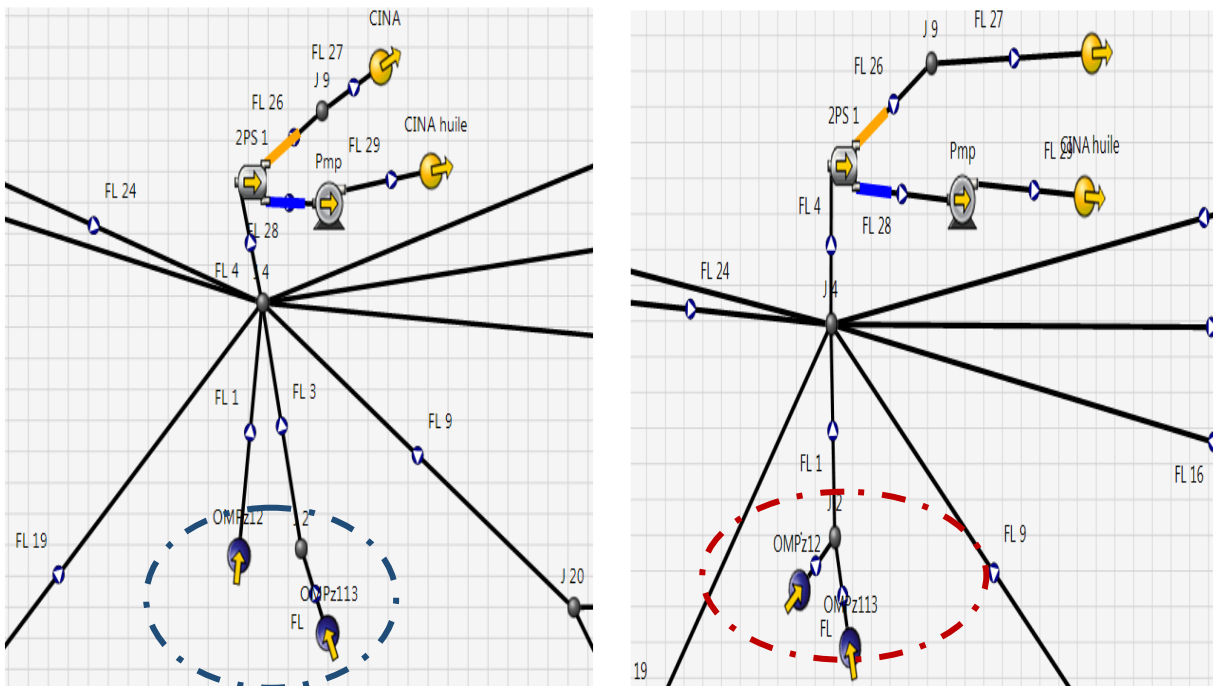 CINA
FL 27
J 9
FL 26
CINA huile
2PS 1
FL 29
Pmp
FL 24
FL 28
FL 4
J 4
FL 1
FL 3
FL 9
OMPz12
J 2
FL 19
J 20
OMPz113
FL
FL 27
J 9
FL 26
2PS 1
Pmp
FL 29
CINA huile
FL 4
FL 28
FL 24
J 4
FL 1
FL 16
J 2
OMPz12
FL 9
OMPz113
FL
19